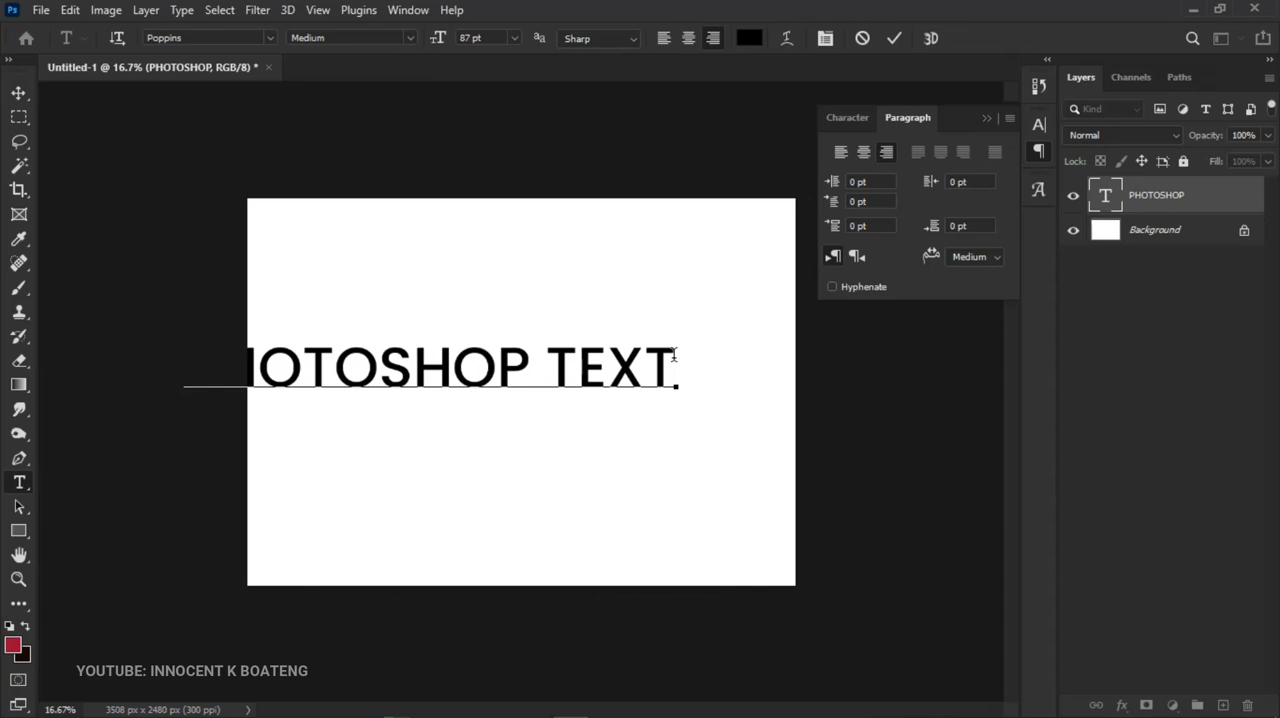 Ps File Edit Image Layer Type Select Filter 3D View Plugins Window Help
Poppins Medium 87 pt Sharp 3D
Untitled-1 @ 16.7% (PHOTOSHOP, RGB/8) * ×
Layers Channels Paths
Character Paragraph
Kind
Normal Opacity: 100%
Lock: Fill: 100%
0 pt 0 pt
0 pt
0 pt 0 pt
T PHOTOSHOP
Background
Medium
Hyphenate
HOTOSHOP TEXT
YOUTUBE: INNOCENT K BOATENG
16.67% 3508 px x 2480 px (300 ppi)